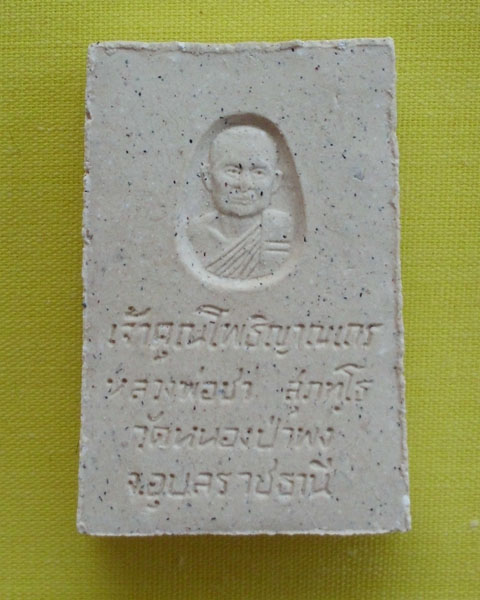 เจ้าคุณโพธิญาณเถร
หลวงพ่อชา สุภทฺโธ
วัดหนองป่าพง
จ.อุบลราชธานี